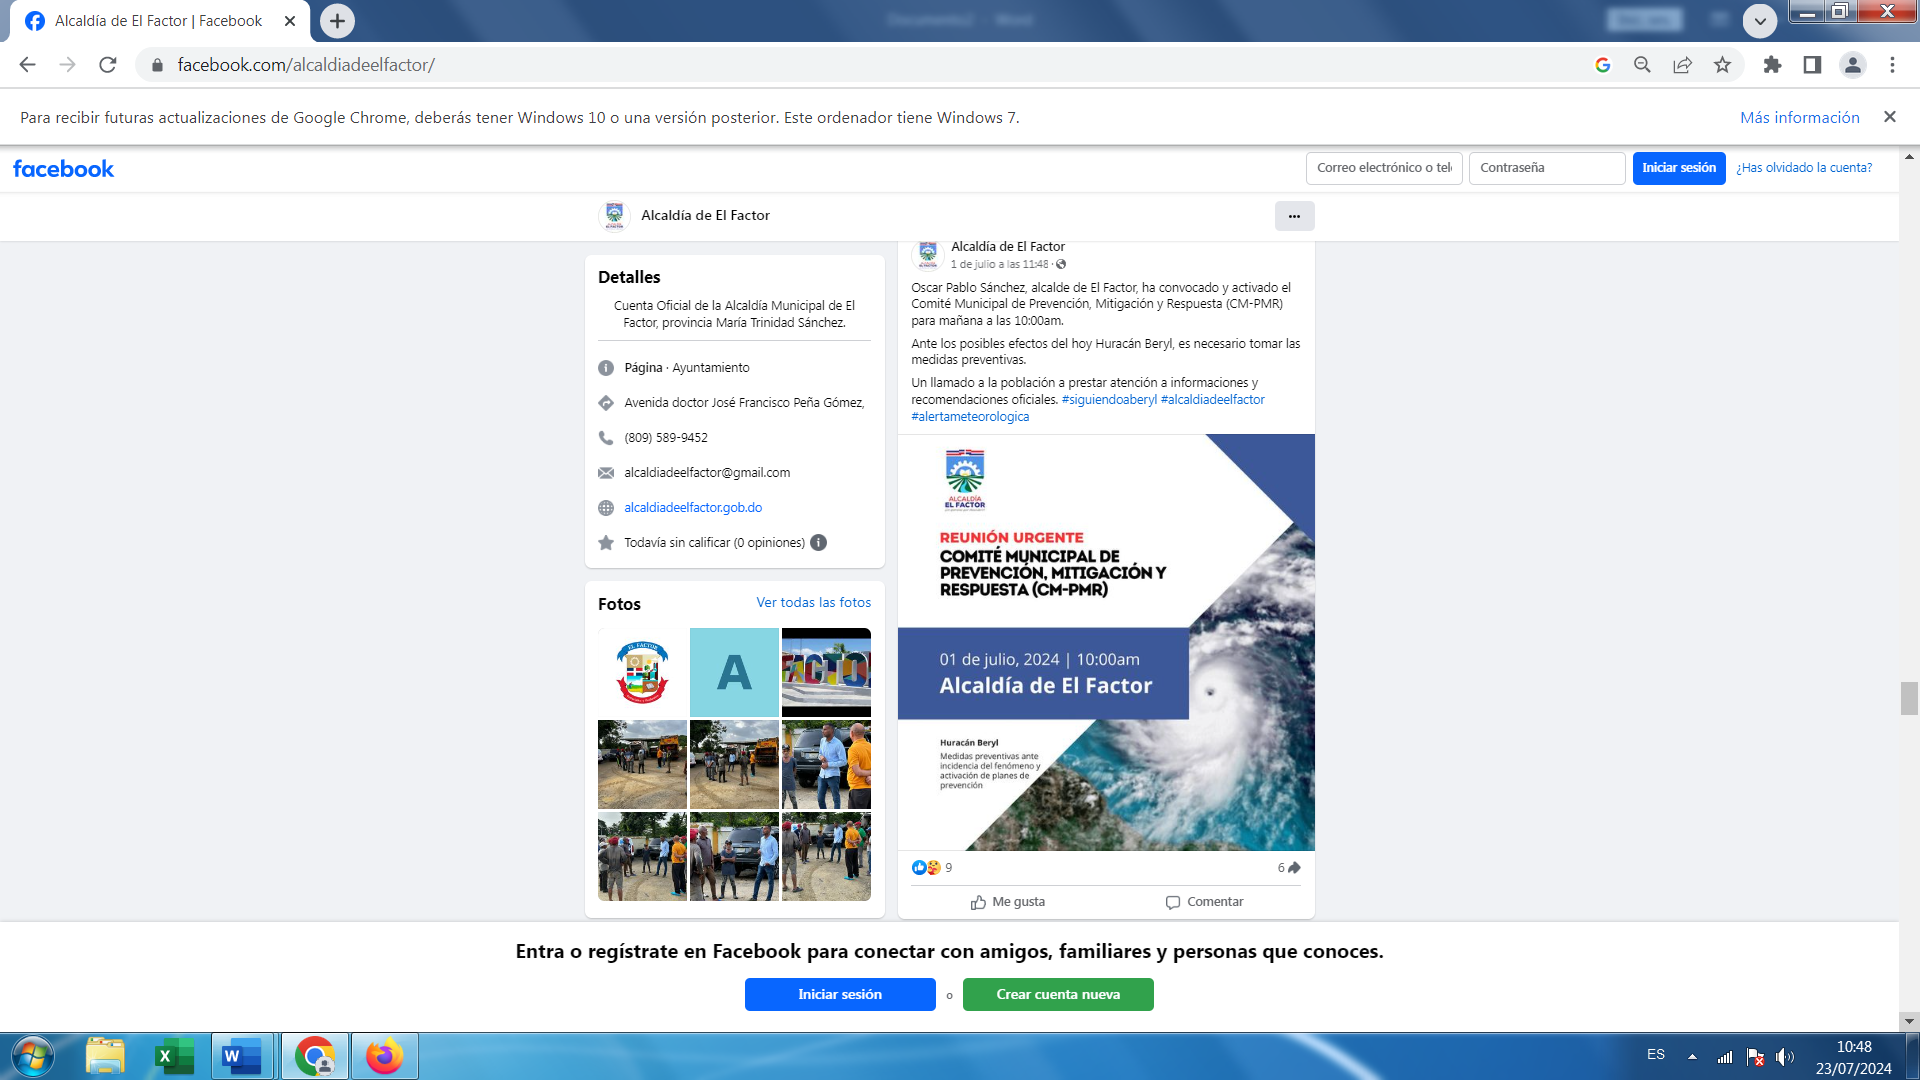 Alcaldía de El Factor | Facebook
Documento2 - Word
facebook.com/alcaldiadeelfactor/
Para recibir futuras actualizaciones de Google Chrome, deberás tener Windows 10 o una versión posterior. Este ordenador tiene Windows 7.
Más información
facebook
Correo electrónico o tel
Contraseña
Iniciar sesión
¿Has olvidado la cuenta?
Alcaldía de El Factor
Detalles
Cuenta Oficial de la Alcaldía Municipal de El
Factor, provincia María Trinidad Sánchez.
Página · Ayuntamiento
Avenida doctor José Francisco Peña Gómez,
(809) 589-9452
alcaldiadeelfactor@gmail.com
alcaldiadeelfactor.gob.do
Todavía sin calificar (0 opiniones)
Fotos
Ver todas las fotos
EL FACTOR
A
FACTO
Alcaldía de El Factor
1 de julio a las 11:48 ·
Oscar Pablo Sánchez, alcalde de El Factor, ha convocado y activado el
Comité Municipal de Prevención, Mitigación y Respuesta (CM-PMR)
para mañana a las 10:00am.
Ante los posibles efectos del hoy Huracán Beryl, es necesario tomar las
medidas preventivas.
Un llamado a la población a prestar atención a informaciones y
recomendaciones oficiales. #siguiendoaberyl #alcaldiadeelfactor
#alertameteorologica
ALCALDÍA
EL FACTOR
REUNIÓN URGENTE
COMITÉ MUNICIPAL DE
PREVENCIÓN, MITIGACIÓN Y
RESPUESTA (CM-PMR)
01 de julio, 2024 | 10:00am
Alcaldía de El Factor
Huracán Beryl
Medidas preventivas ante
incidencia del fenómeno y
activación de planes de
prevención
9
6
Me gusta
Comentar
Entra o regístrate en Facebook para conectar con amigos, familiares y personas que conoces.
Iniciar sesión
o
Crear cuenta nueva
ES
10:48
23/07/2024